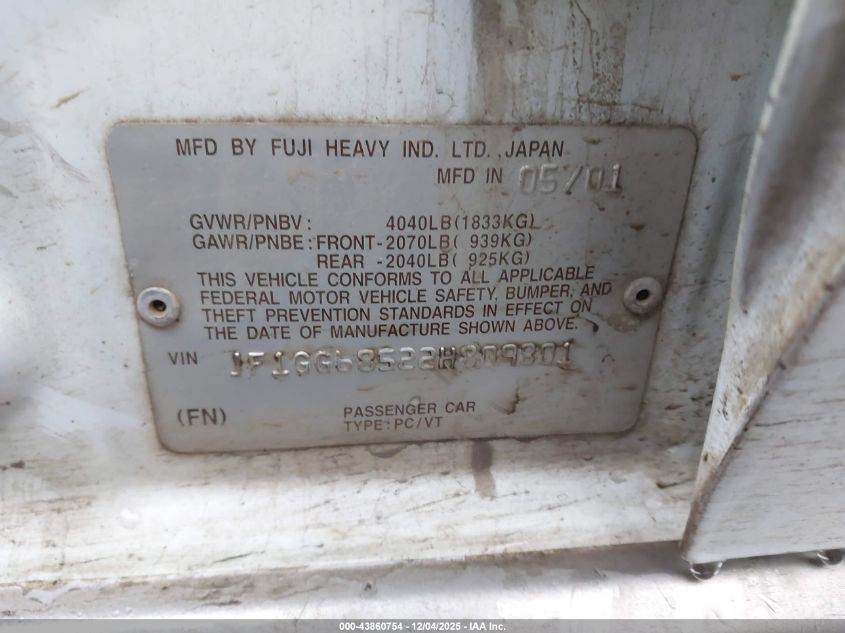 MFD BY FUJI HEAVY IND. LTD., JAPAN
MFD IN 05/01
GVWR/PNBV: 4040LB(1833KG)
GAWR/PNBE: FRONT-2070LB( 939KG)
REAR -2040LB( 925KG)
THIS VEHICLE CONFORMS TO ALL APPLICABLE
FEDERAL MOTOR VEHICLE SAFETY, BUMPER, AND
THEFT PREVENTION STANDARDS IN EFFECT ON
THE DATE OF MANUFACTURE SHOWN ABOVE.
VIN JF1GG68522H809301
(FN) PASSENGER CAR
TYPE:PC/VT
000-43860754 - 12/04/2025 - IAA Inc.